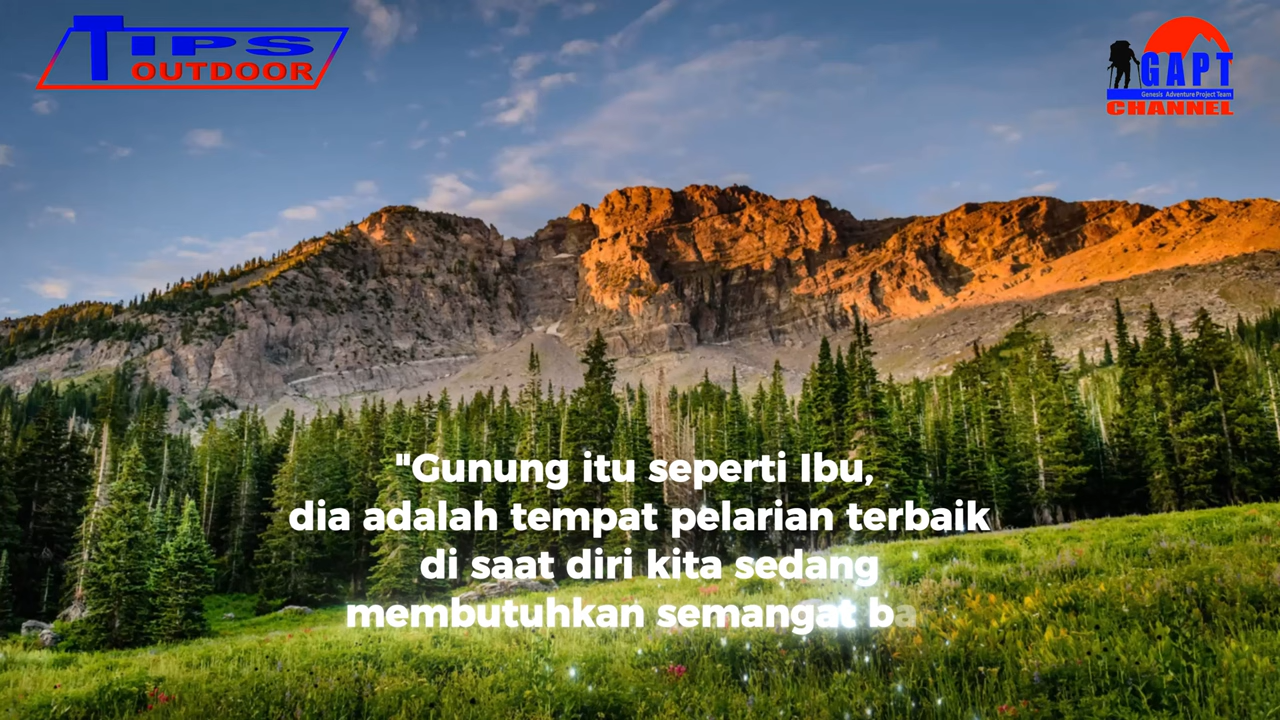 TIPS
OUTDOOR
GAPT
Genesis Adventure Project Team
CHANNEL
"Gunung itu seperti Ibu,
dia adalah tempat pelarian terbaik
di saat diri kita sedang
membutuhkan semangat ba